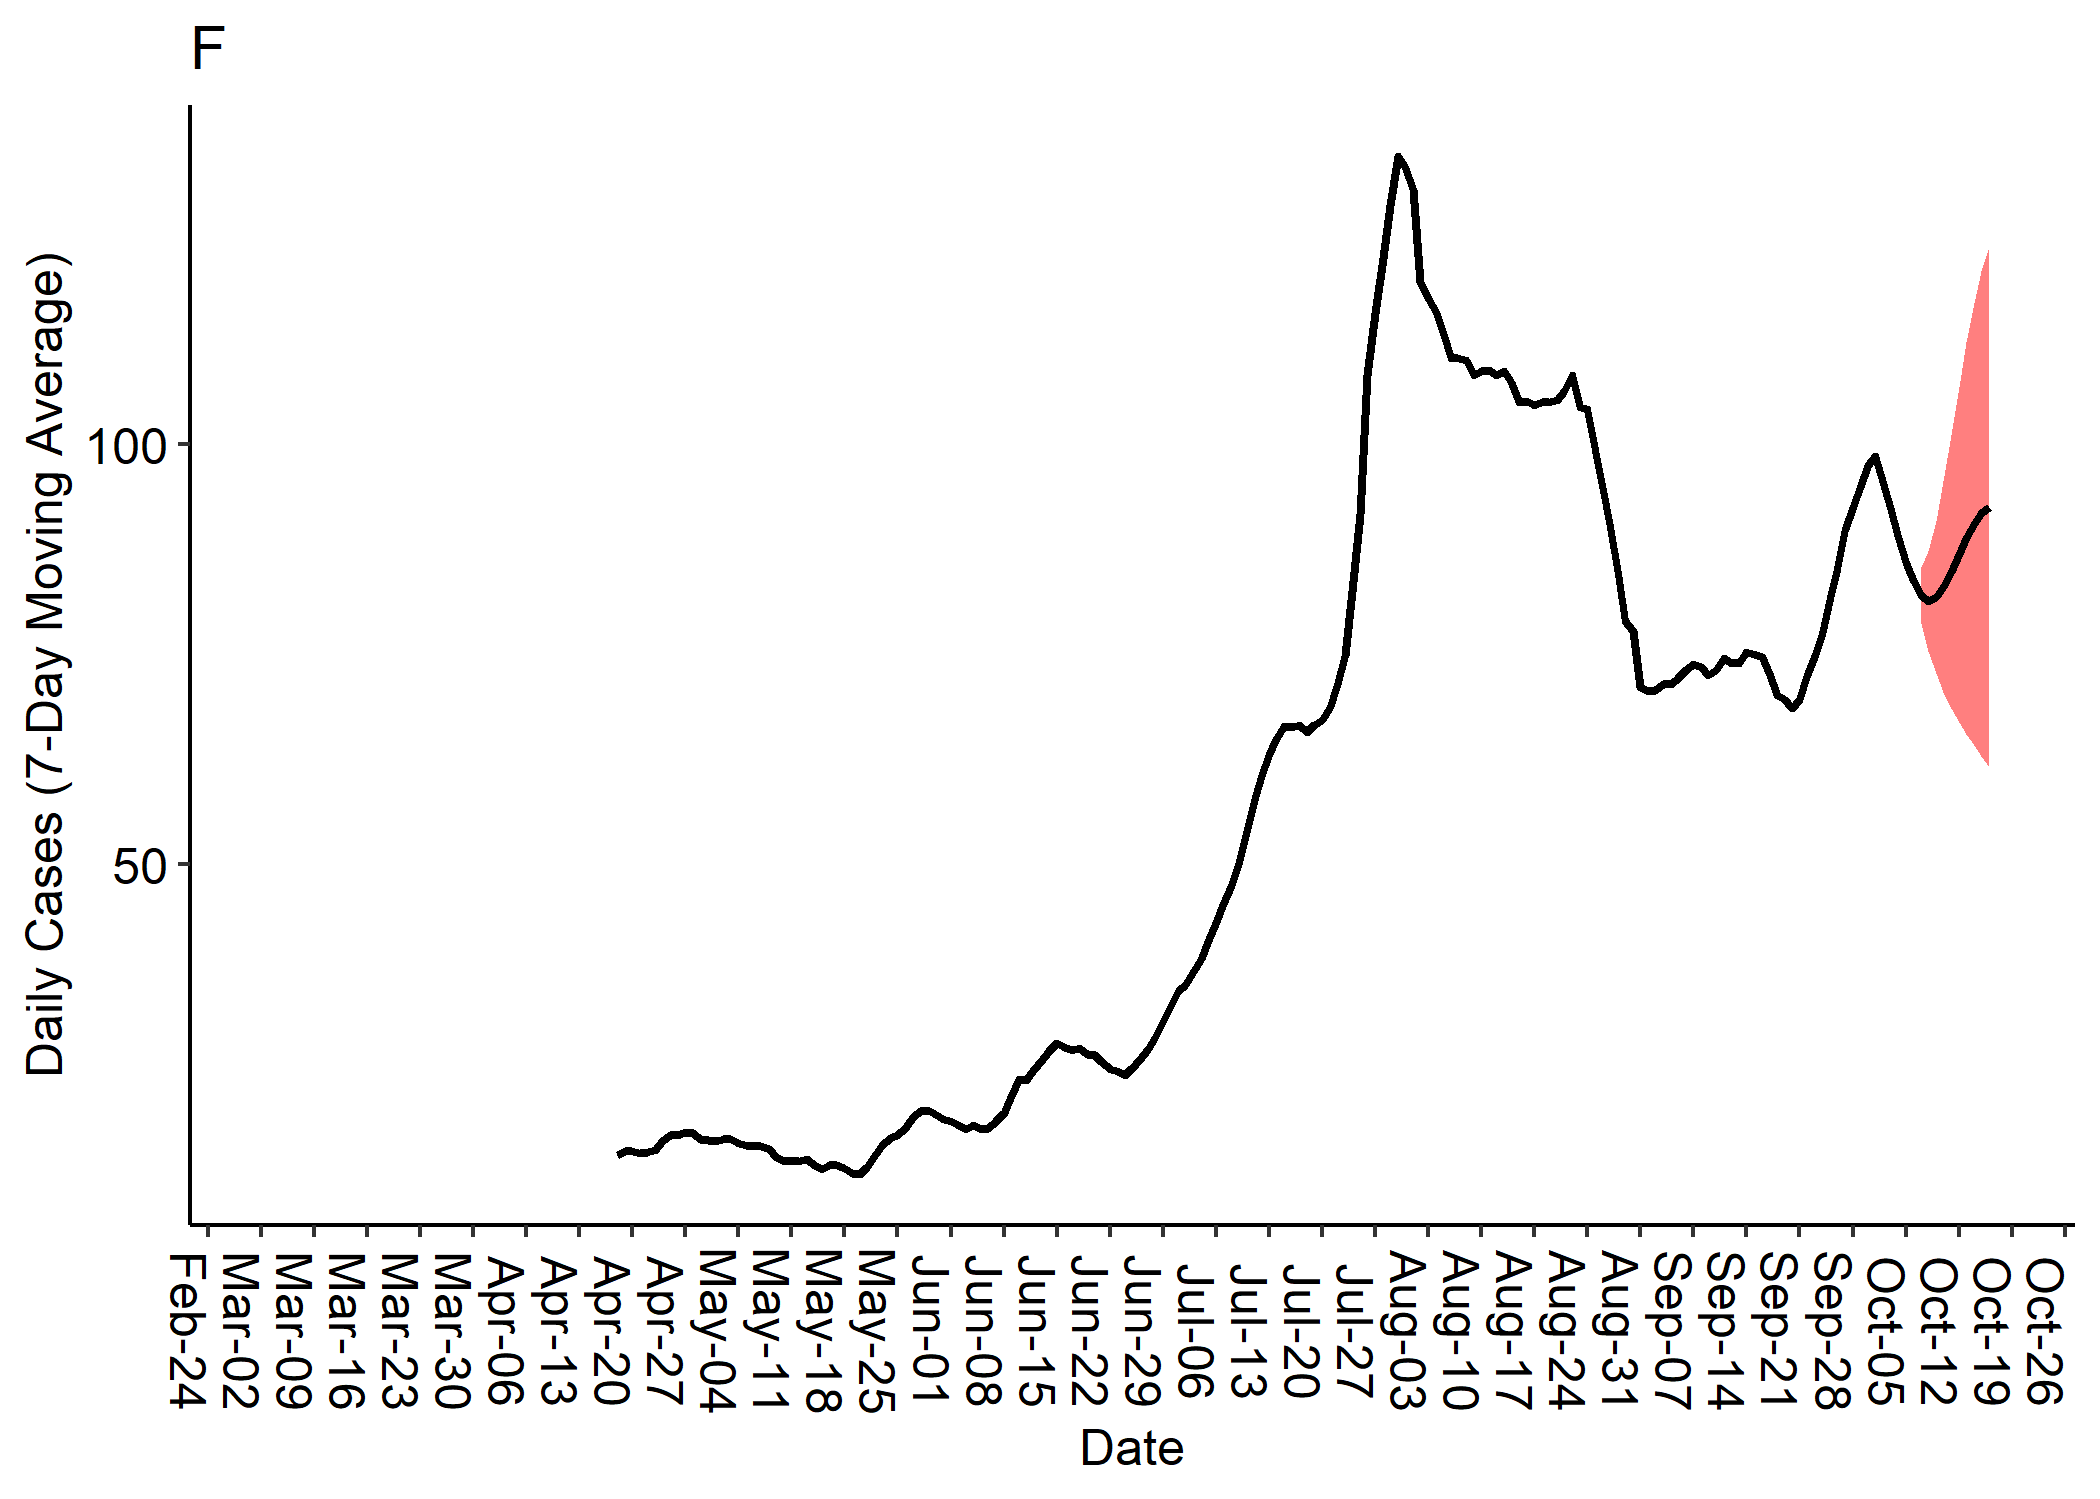 F
Daily Cases (7-Day Moving Average)
100
50
Feb-24
Mar-02
Mar-09
Mar-16
Mar-23
Mar-30
Apr-06
Apr-13
Apr-20
Apr-27
May-04
May-11
May-18
May-25
Jun-01
Jun-08
Jun-15
Jun-22
Jun-29
Jul-06
Jul-13
Jul-20
Jul-27
Aug-03
Aug-10
Aug-17
Aug-24
Aug-31
Sep-07
Sep-14
Sep-21
Sep-28
Oct-05
Oct-12
Oct-19
Oct-26
Date